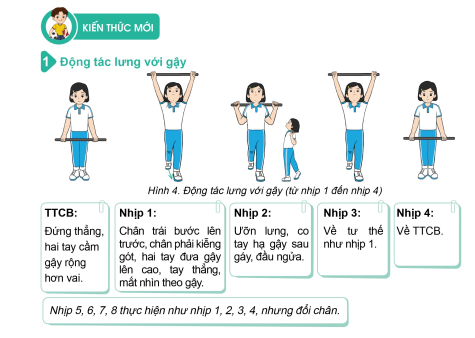 KIẾN THỨC MỚI
1 Động tác lưng với gậy
Hình 4. Động tác lưng với gậy (từ nhịp 1 đến nhịp 4)
TTCB:
Đứng thẳng,
hai tay cầm
gậy rộng
hơn vai.
Nhịp 1:
Chân trái bước lên
trước, chân phải kiễng
gót, hai tay đưa gậy
lên cao, tay thẳng,
mắt nhìn theo gậy.
Nhịp 2:
Ưỡn lưng, co
tay hạ gậy sau
gáy, đầu ngửa.
Nhịp 3:
Về tư thế
như nhịp 1.
Nhịp 4:
Về TTCB.
Nhịp 5, 6, 7, 8 thực hiện như nhịp 1, 2, 3, 4, nhưng đổi chân.